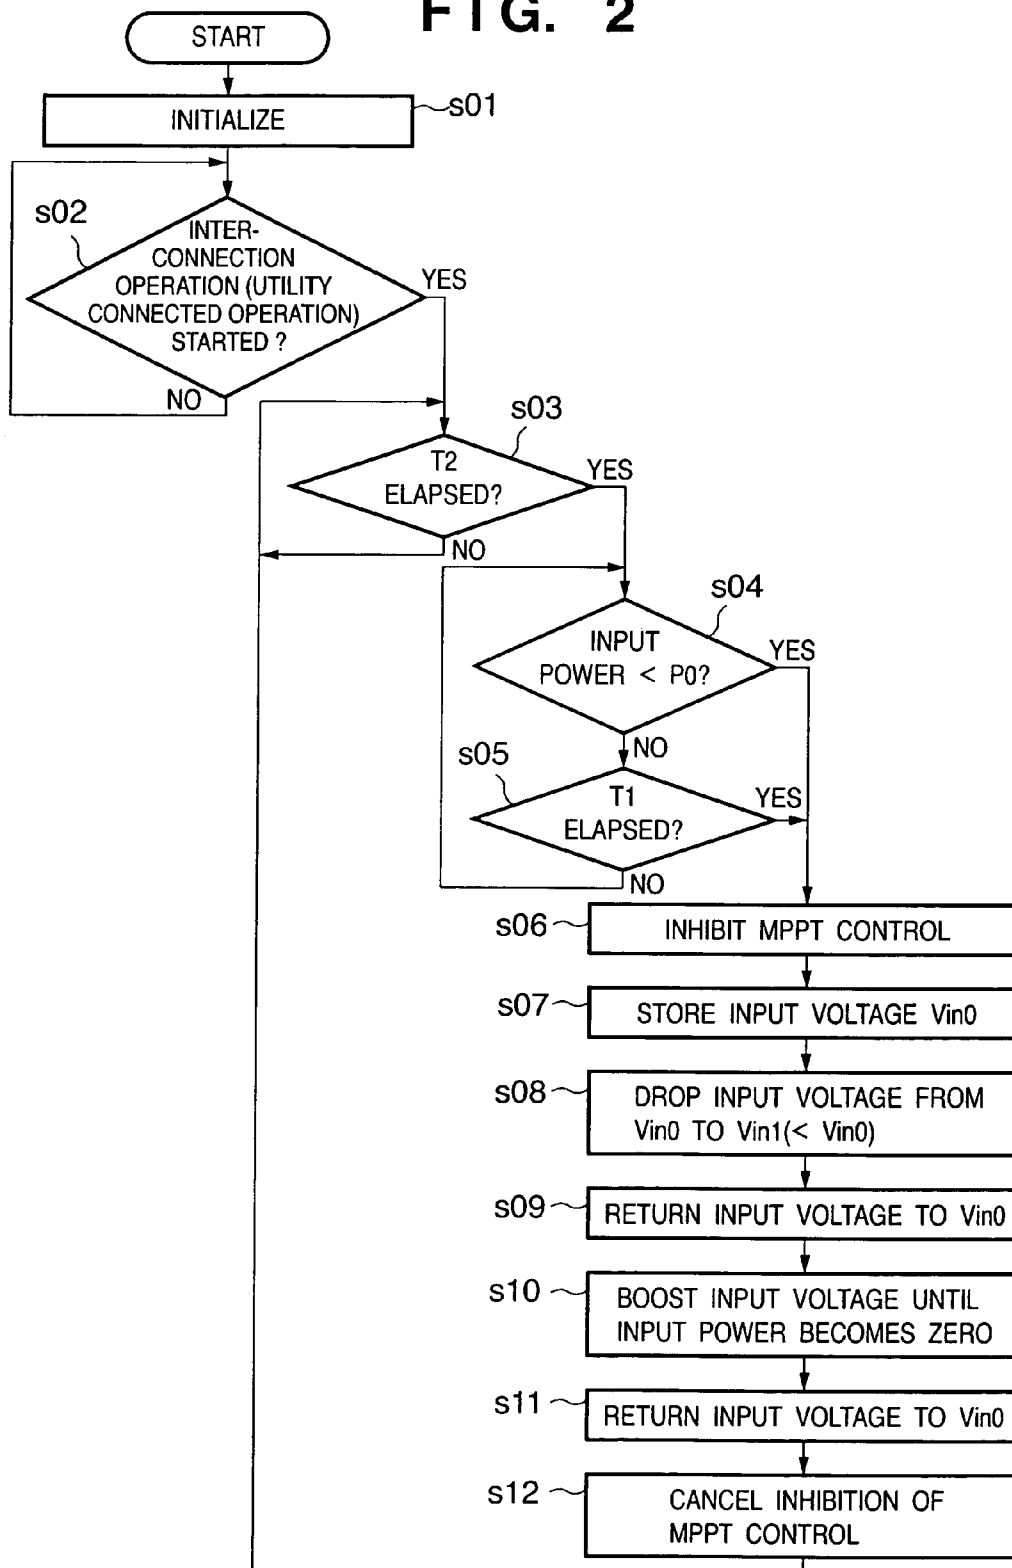 FIG. 2
START
INITIALIZE
s01
s02
INTER-
CONNECTION
OPERATION (UTILITY
CONNECTED OPERATION)
STARTED ?
YES
NO
s03
T2
ELAPSED?
YES
NO
s04
INPUT
POWER < P0?
YES
NO
s05
T1
ELAPSED?
YES
NO
s06
INHIBIT MPPT CONTROL
s07
STORE INPUT VOLTAGE Vin0
s08
DROP INPUT VOLTAGE FROM
Vin0 TO Vin1(< Vin0)
s09
RETURN INPUT VOLTAGE TO Vin0
s10
BOOST INPUT VOLTAGE UNTIL
INPUT POWER BECOMES ZERO
s11
RETURN INPUT VOLTAGE TO Vin0
s12
CANCEL INHIBITION OF
MPPT CONTROL